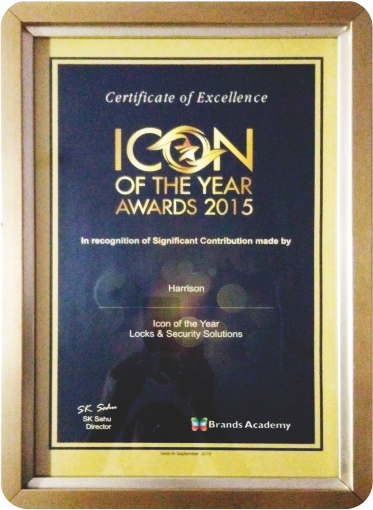 Certificate of Excellence
ICON
OF THE YEAR
AWARDS 2015
In recognition of Significant Contribution made by
Harrison
Icon of the Year
Locks & Security Solutions
SK Sahu
SK Sahu
Director
Brands Academy